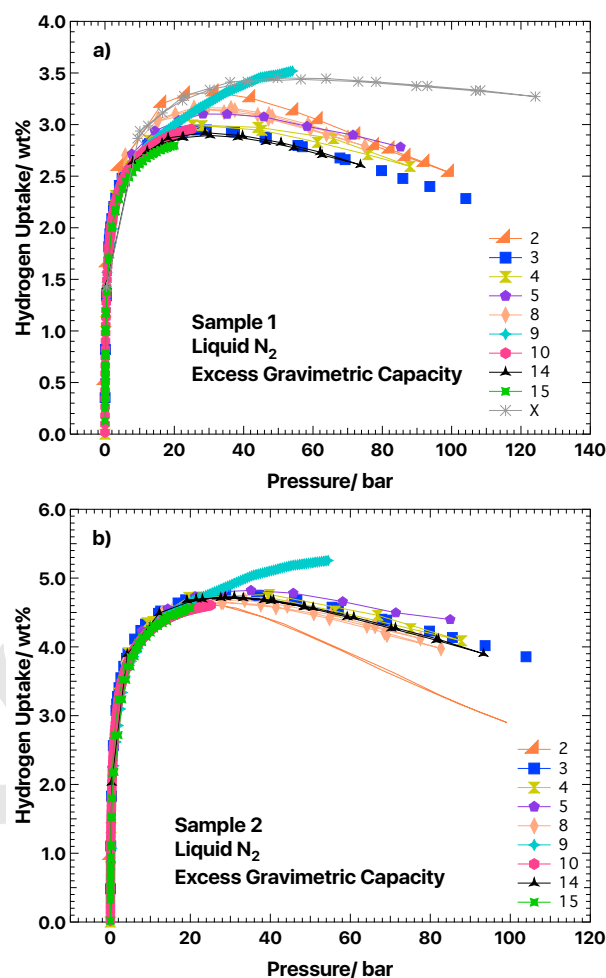 a)
4.0
3.5
3.0
2.5
2.0
1.5
1.0
0.5
0.0
Hydrogen Uptake/ wt%
Sample 1
Liquid N₂
Excess Gravimetric Capacity
2
3
4
5
8
9
10
14
15
X
0 20 40 60 80 100 120 140
Pressure/ bar
b)
6.0
5.0
4.0
3.0
2.0
1.0
0.0
Hydrogen Uptake/ wt%
Sample 2
Liquid N₂
Excess Gravimetric Capacity
2
3
4
5
8
9
10
14
15
0 20 40 60 80 100 120
Pressure/ bar